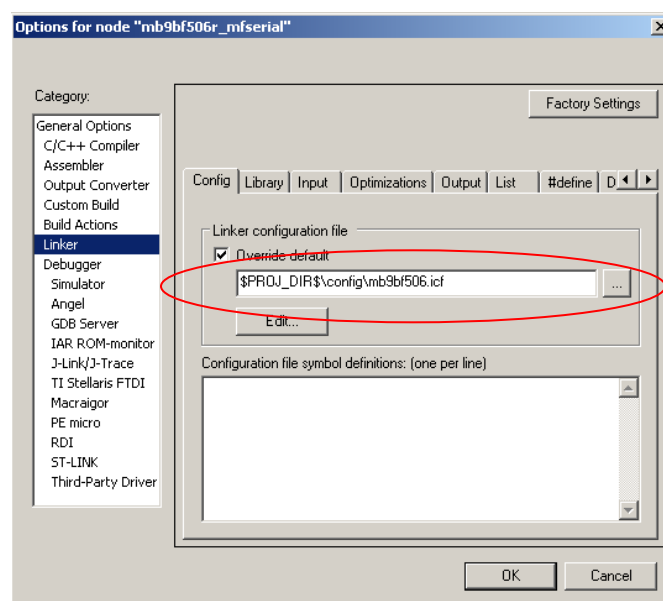 Options for node "mb9bf506r_mfserial"
Category:
Factory Settings
General Options
C/C++ Compiler
Assembler
Output Converter
Custom Build
Build Actions
Linker
Debugger
Simulator
Angel
GDB Server
IAR ROM-monitor
J-Link/J-Trace
TI Stellaris FTDI
Macraigor
PE micro
RDI
ST-LINK
Third-Party Driver
Config Library Input Optimizations Output List #define D
Linker configuration file
Override default
$PROJ_DIR$\config\mb9bf506.icf
...
Edit...
Configuration file symbol definitions: (one per line)
OK Cancel